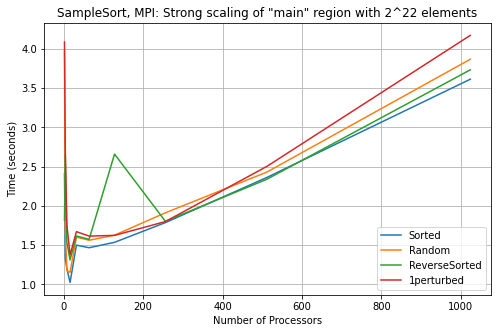 SampleSort, MPI: Strong scaling of "main" region with 2^22 elements
4.0
3.5
3.0
2.5
2.0
1.5
1.0
Time (seconds)
0 200 400 600 800 1000
Number of Processors
Sorted
Random
ReverseSorted
1perturbed